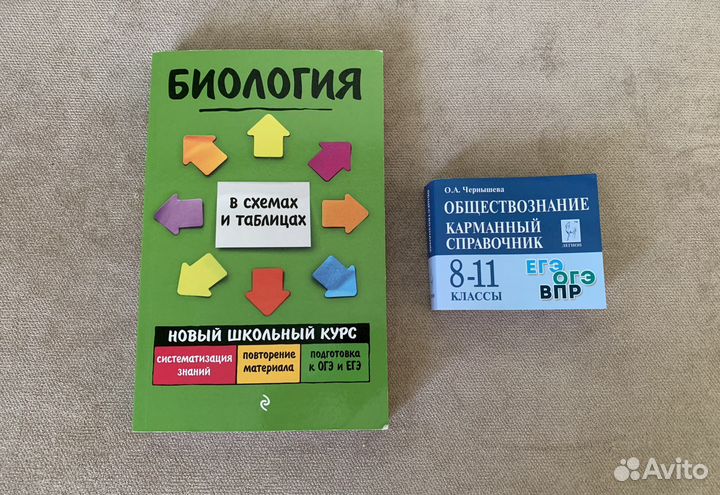 БИОЛОГИЯ
в схемах
и таблицах
НОВЫЙ ШКОЛЬНЫЙ КУРС
систематизация
знаний
повторение
материала
подготовка
к ОГЭ и ЕГЭ
О.А. Чернышева
ОБЩЕСТВОЗНАНИЕ
КАРМАННЫЙ
СПРАВОЧНИК
ЛЕГИОН
8-11
КЛАССЫ
ЕГЭ
ОГЭ
ВПР
Avito